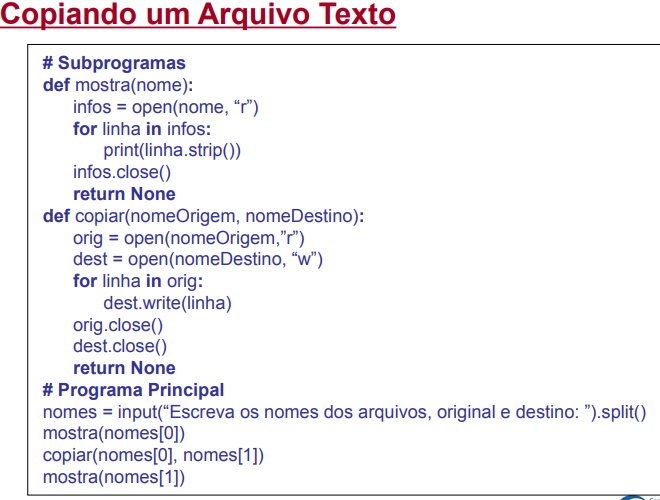 Copiando um Arquivo Texto
# Subprogramas
def mostra(nome):
infos = open(nome, “r”)
for linha in infos:
print(linha.strip())
infos.close()
return None
def copiar(nomeOrigem, nomeDestino):
orig = open(nomeOrigem,”r”)
dest = open(nomeDestino, “w”)
for linha in orig:
dest.write(linha)
orig.close()
dest.close()
return None
# Programa Principal
nomes = input(“Escreva os nomes dos arquivos, original e destino: ”).split()
mostra(nomes[0])
copiar(nomes[0], nomes[1])
mostra(nomes[1])